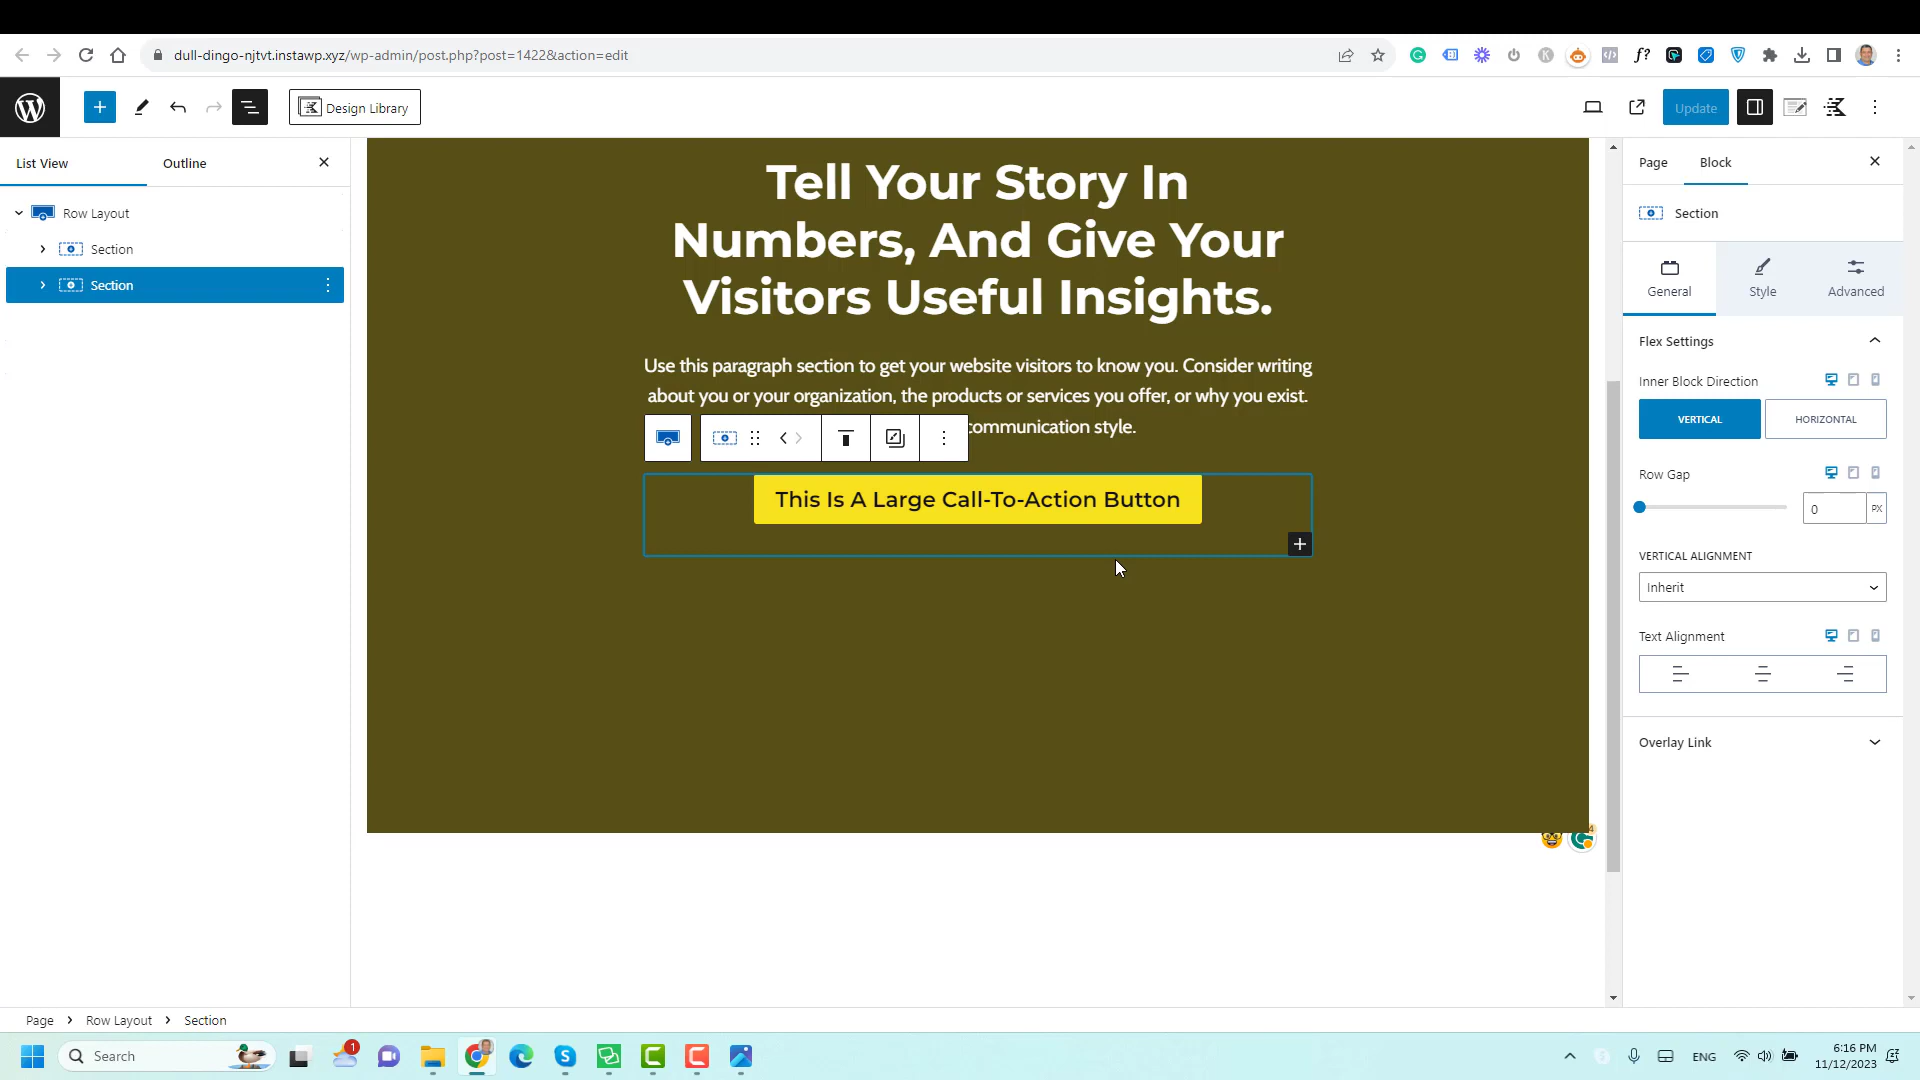 dull-dingo-njtvt.instawp.xyz/wp-admin/post.php?post=1422&action=edit
Design Library
Update
List View
Outline
Row Layout
Section
Section
Tell Your Story In
Numbers, And Give Your
Visitors Useful Insights.
Use this paragraph section to get your website visitors to know you. Consider writing
about you or your organization, the products or services you offer, or why you exist.
communication style.
This Is A Large Call-To-Action Button
Page
Block
Section
General
Style
Advanced
Flex Settings
Inner Block Direction
VERTICAL
HORIZONTAL
Row Gap
0
PX
VERTICAL ALIGNMENT
Inherit
Text Alignment
Overlay Link
4
Page
Row Layout
Section
Search
1
ENG
6:16 PM
11/12/2023